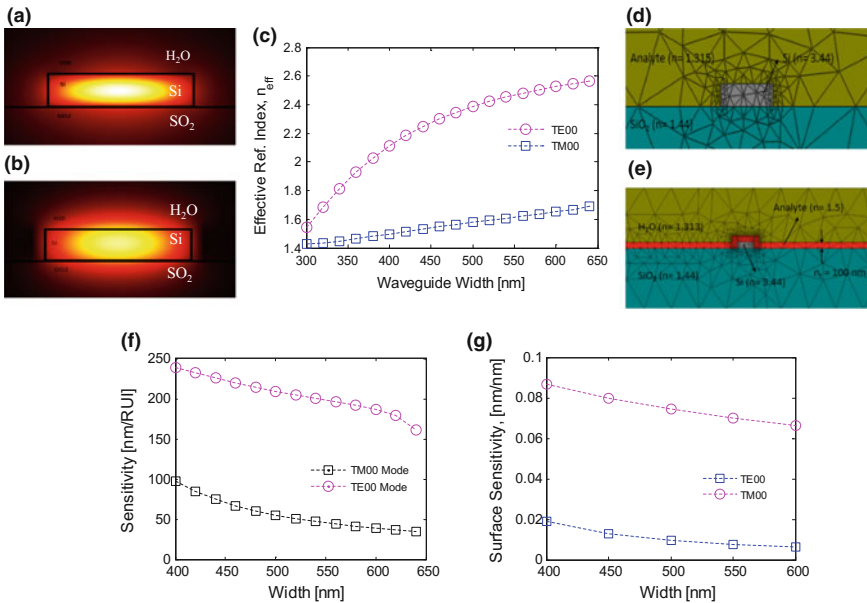 (a)
H₂O
Si
SO₂
(b)
H₂O
Si
SO₂
(c)
Effective Ref. Index, n_eff
2.8
2.6
2.4
2.2
2
1.8
1.6
1.4
TE00
TM00
300 350 400 450 500 550 600 650
Waveguide Width [nm]
(d)
Analyte (n= 1.315)
Si (n= 3.44)
SiO₂ (n= 1.44)
(e)
Analyte (n= 1.5)
H₂O (n= 1.313)
SiO₂ (n= 1.44)
= 100 nm
Si (n= 3.44)
(f)
Sensitivity [nm/RUI]
250
200
150
100
50
0
TM00 Mode
TE00 Mode
400 450 500 550 600 650
Width [nm]
(g)
Surface Sensitivity, [nm/nm]
0.1
0.08
0.06
0.04
0.02
0
TE00
TM00
400 450 500 550 600
Width [nm]